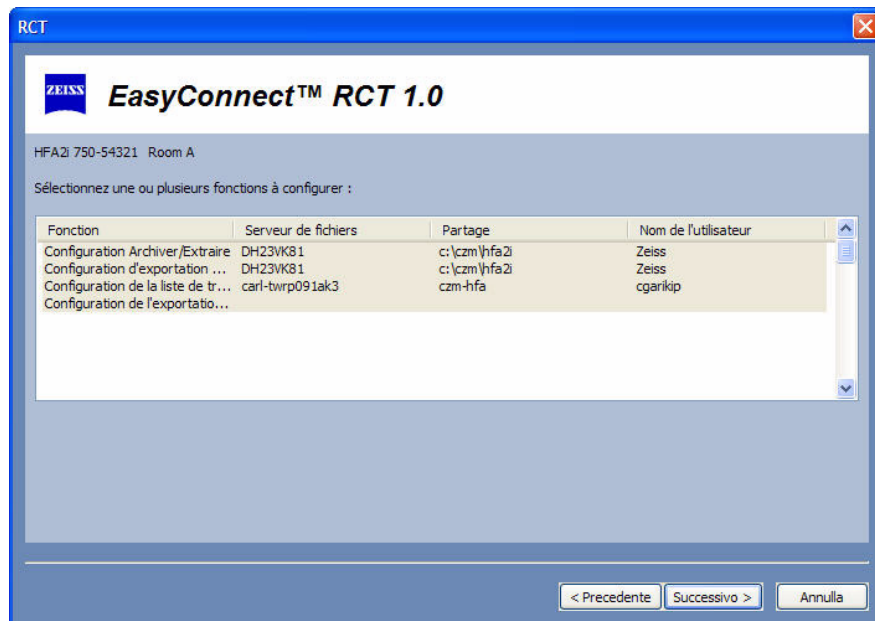 RCT
ZEISS
EasyConnect™ RCT 1.0
HFA2i 750-54321 Room A
Sélectionnez une ou plusieurs fonctions à configurer :
Fonction Serveur de fichiers Partage Nom de l'utilisateur
Configuration Archiver/Extraire DH23VK81 c:\czm\hfa2i Zeiss
Configuration d'exportation ... DH23VK81 c:\czm\hfa2i Zeiss
Configuration de la liste de tr... carl-twrp091ak3 czm-hfa cgarikip
Configuration de l'exportatio...
< Precedente Successivo > Annulla